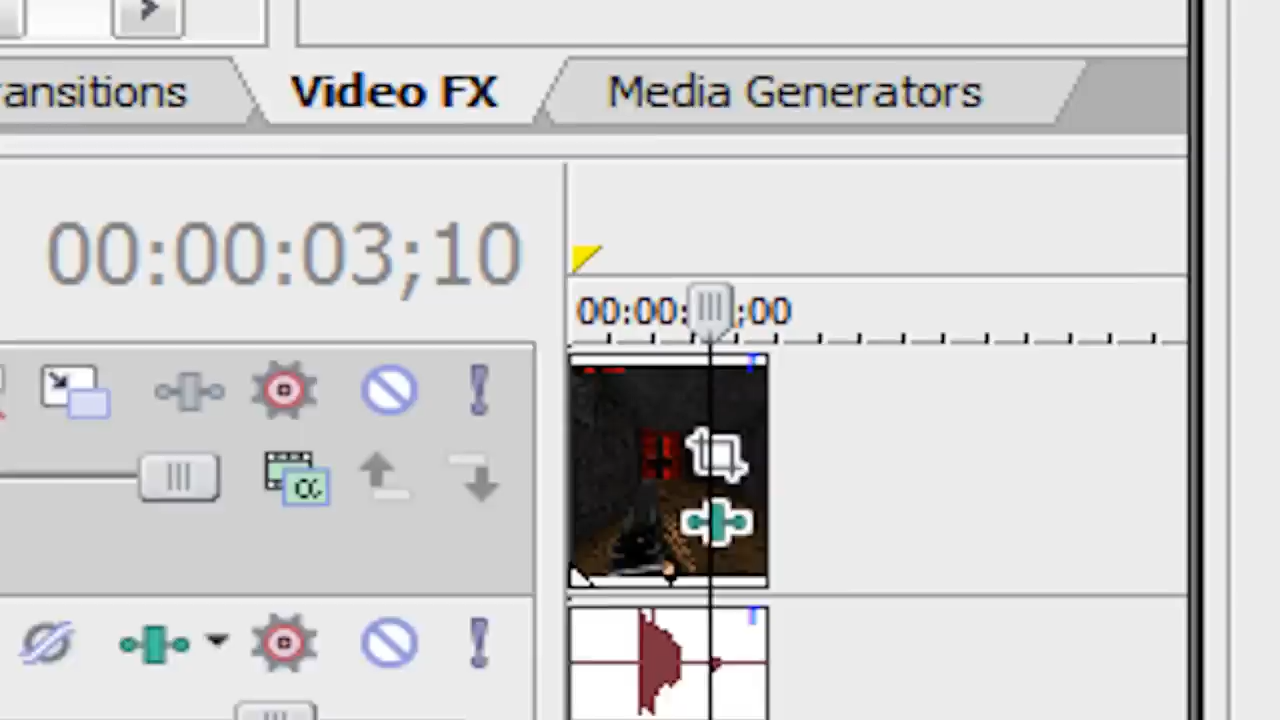 ansitions Video FX Media Generators
00:00:03;10
00:00: ;00
α